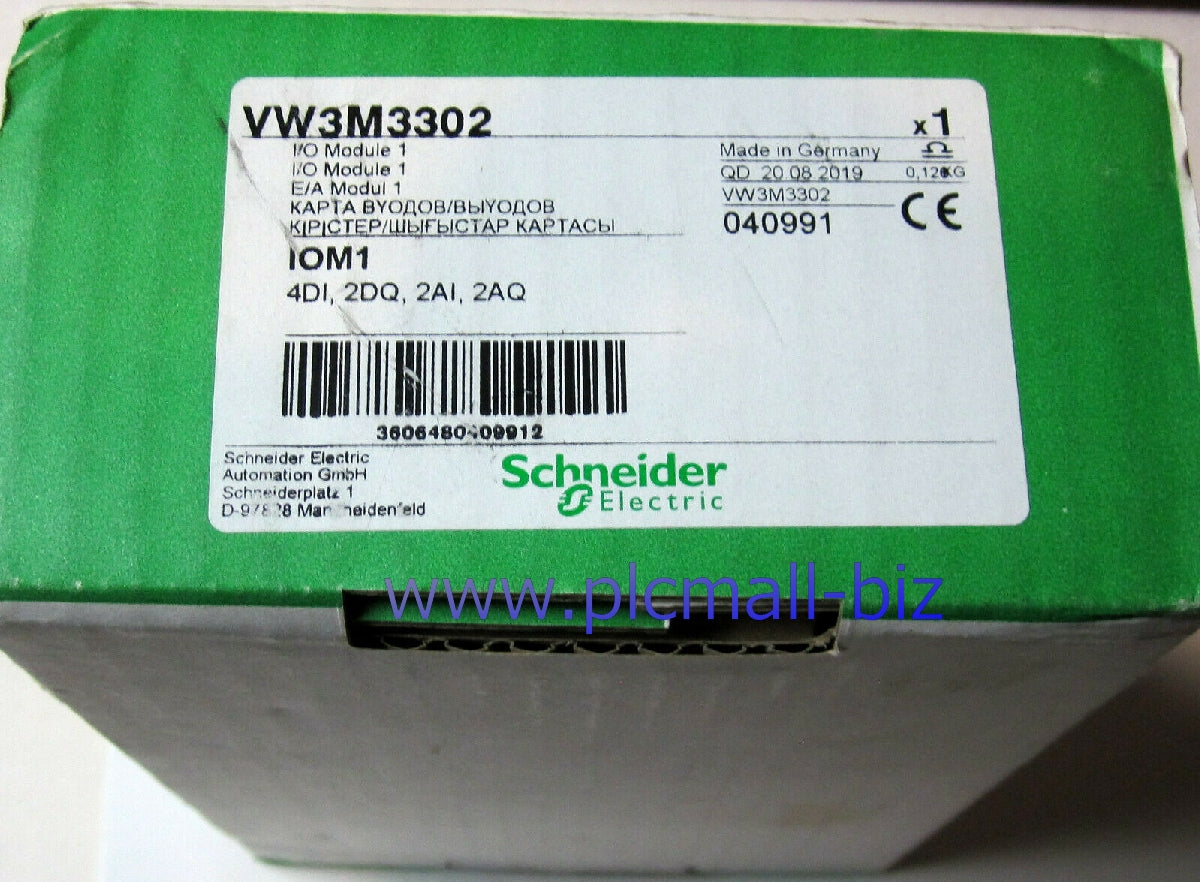 VW3M3302
x1
I/O Module 1
I/O Module 1
E/A Modul 1
КАРТА ВУОДОВ/ВЫУОДОВ
КІРІСТЕР/ШЫҒЫСТАР КАРТАСЫ
Made in Germany
QD 20 08 2019
VW3M3302
040991
CE
IOM1
4DI, 2DQ, 2AI, 2AQ
Schneider Electric
Automation GmbH
Schneiderplatz 1
Schneider
Electric
www.plcmall-biz